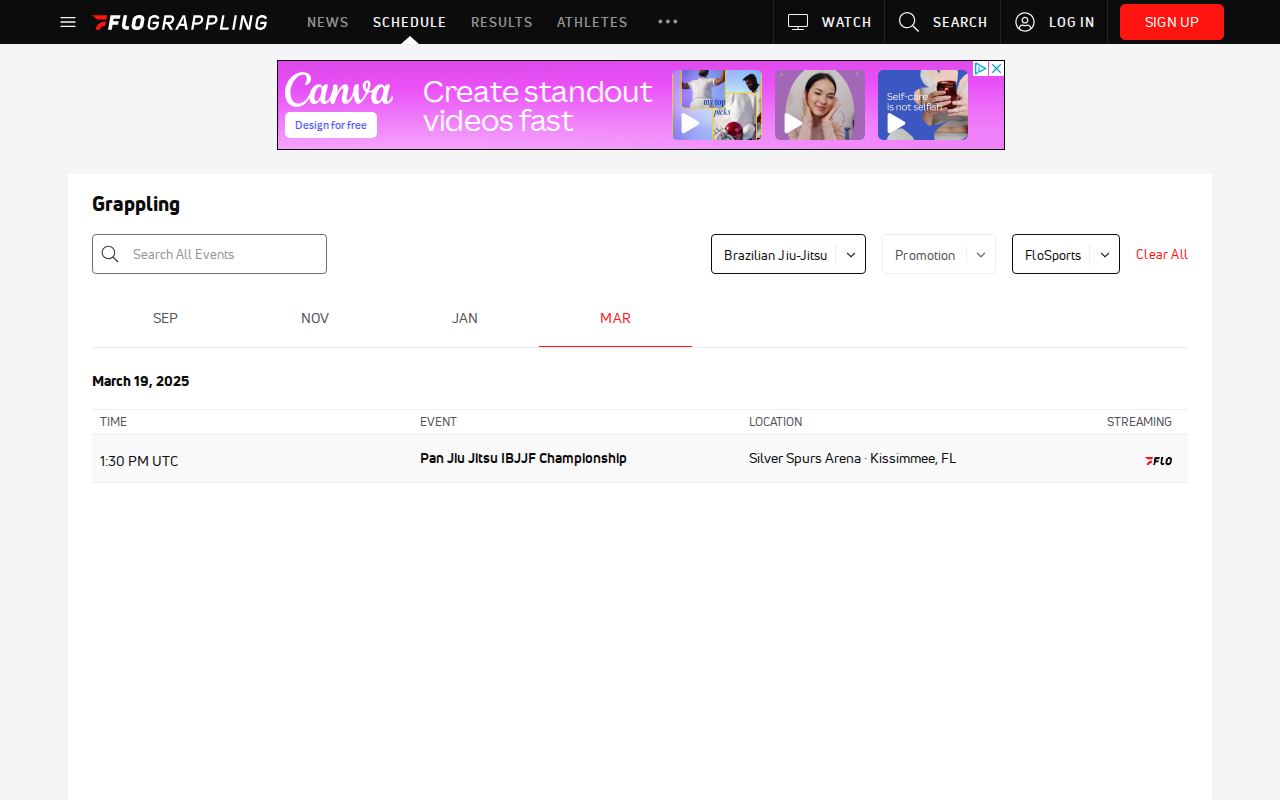 FLOGRAPPLING NEWS SCHEDULE RESULTS ATHLETES WATCH SEARCH LOG IN SIGN UP
Canva
Design for free
Create standout
videos fast
my top
picks
Self-care
is not selfish
Grappling
Search All Events Brazilian Jiu-Jitsu Promotion FloSports Clear All
SEP NOV JAN MAR
March 19, 2025
TIME EVENT LOCATION STREAMING
1:30 PM UTC Pan Jiu Jitsu IBJJF Championship Silver Spurs Arena · Kissimmee, FL FLO